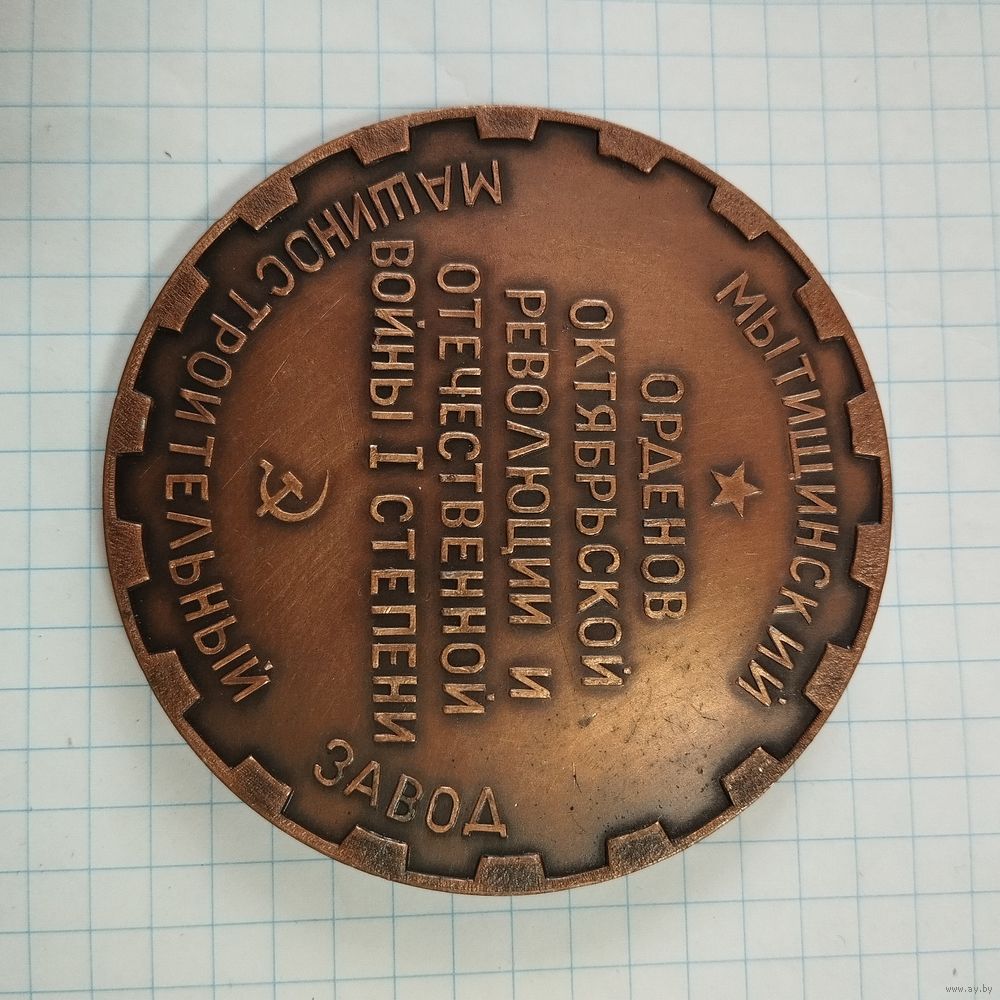 МЫТИЩИНСКИЙ
МАШИНОСТРОИТЕЛЬНЫЙ
ЗАВОД
ОРДЕНОВ
ОКТЯБРЬСКОЙ
РЕВОЛЮЦИИ И
ОТЕЧЕСТВЕННОЙ
ВОЙНЫ I СТЕПЕНИ
www.ay.by